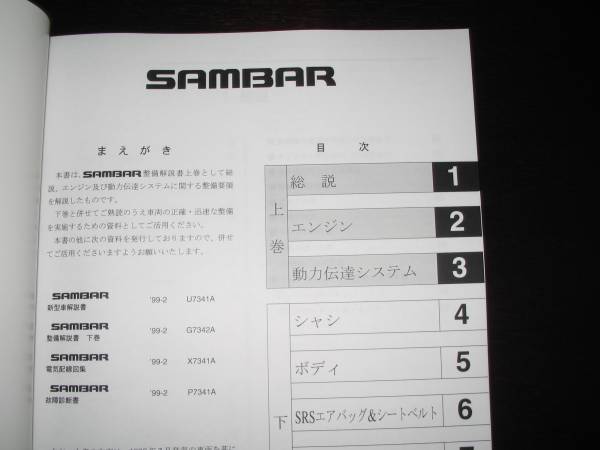 SAMBAR
まえがき
本書は、SAMBAR整備解説書上巻として総
説、エンジン及び動力伝達システムに関する整備要領
を解説したものです。
下巻と併せてご熟読のうえ車両の正確・迅速な整備
を実施するための資料としてご活用ください。
本書の他に次の資料を発行しておりますので、併せ
てご活用くださいますようお願いいたします。
SAMBAR '99-2 U7341A
新型車解説書
SAMBAR '99-2 G7342A
整備解説書 下巻
SAMBAR '99-2 X7341A
電気配線図集
SAMBAR '99-2 P7341A
故障診断書
目次
上巻
総説 1
エンジン 2
動力伝達システム 3
下
シャシ 4
ボディ 5
SRSエアバッグ&シートベルト 6